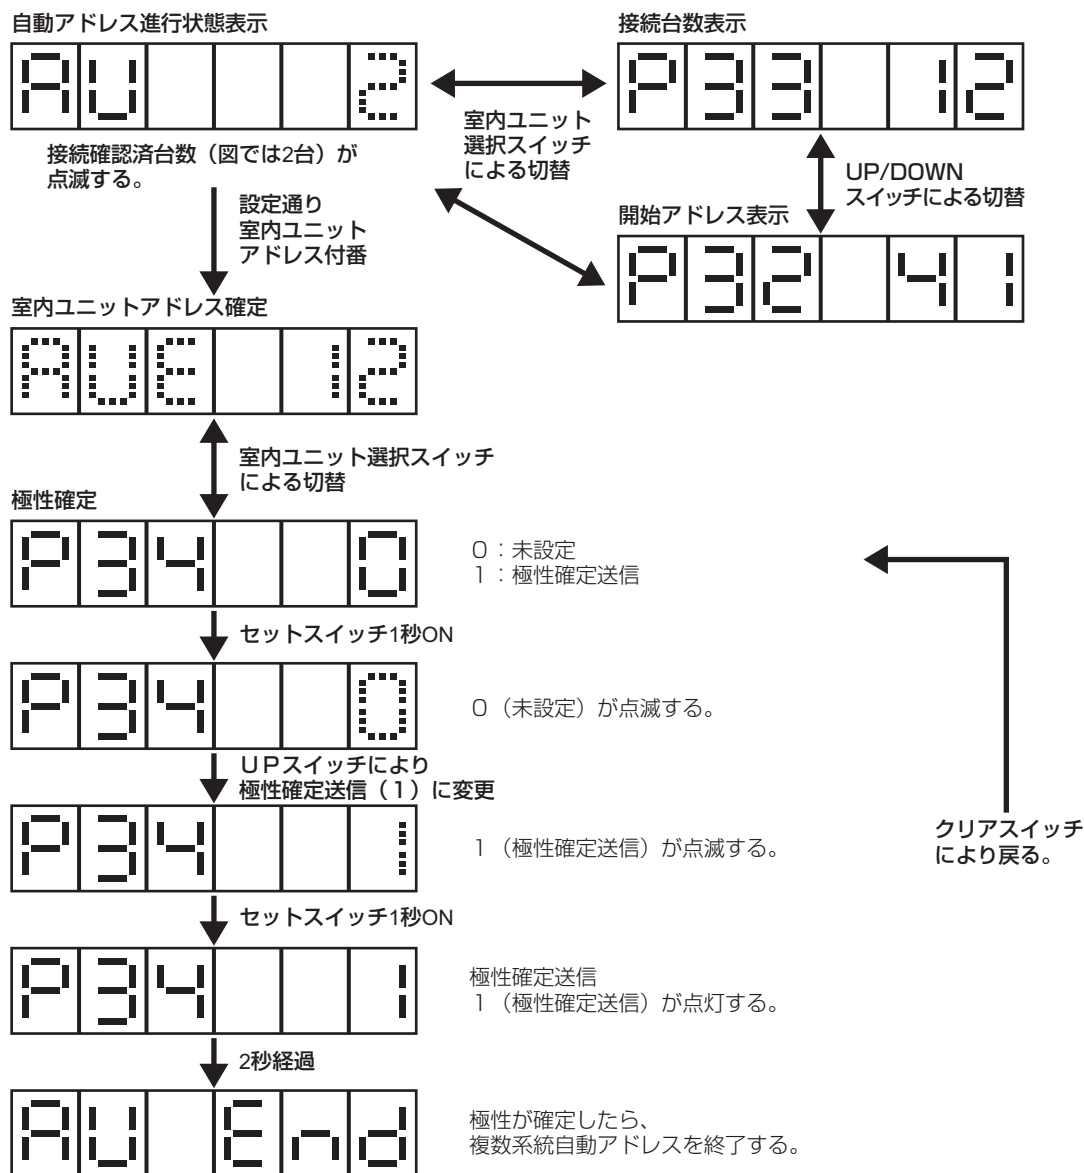 自動アドレス進行状態表示
AU 2
接続確認済台数（図では2台）が
点滅する。
設定通り
室内ユニット
アドレス付番
接続台数表示
P33 12
室内ユニット
選択スイッチ
による切替
UP/DOWN
スイッチによる切替
開始アドレス表示
P32 41
室内ユニットアドレス確定
AUE 12
室内ユニット選択スイッチ
による切替
極性確定
P34 0
0：未設定
1：極性確定送信
セットスイッチ1秒ON
P34 0
0（未設定）が点滅する。
UPスイッチにより
極性確定送信（1）に変更
P34 1
1（極性確定送信）が点滅する。
クリアスイッチ
により戻る。
セットスイッチ1秒ON
P34 1
極性確定送信
1（極性確定送信）が点灯する。
2秒経過
AU End
極性が確定したら、
複数系統自動アドレスを終了する。